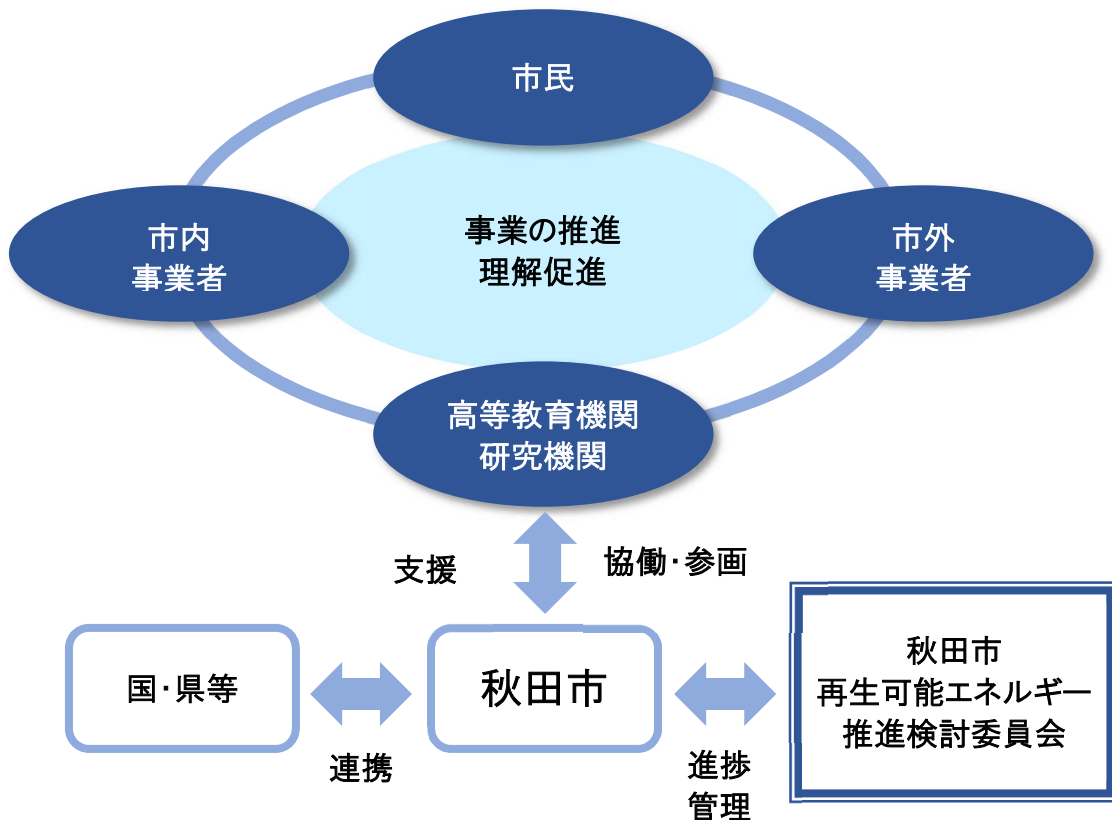 市民
市内
事業者
事業の推進
理解促進
市外
事業者
高等教育機関
研究機関
支援
協働・参画
国・県等
秋田市
秋田市
再生可能エネルギー
推進検討委員会
連携
進捗
管理